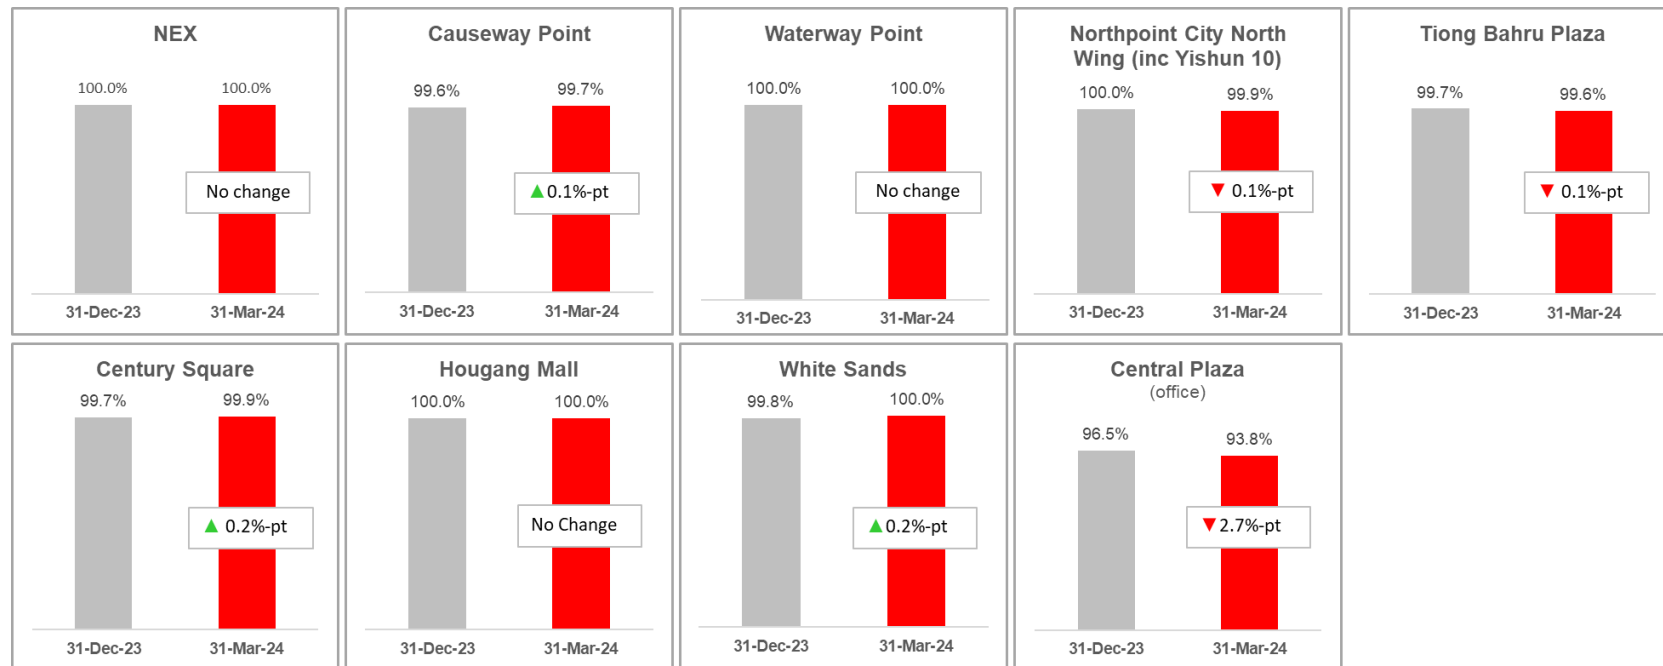 NEX
100.0%
100.0%
No change
31-Dec-23
31-Mar-24
Causeway Point
99.6%
99.7%
▲0.1%-pt
31-Dec-23
31-Mar-24
Waterway Point
100.0%
100.0%
No change
31-Dec-23
31-Mar-24
Northpoint City North
Wing (inc Yishun 10)
100.0%
99.9%
▼ 0.1%-pt
31-Dec-23
31-Mar-24
Tiong Bahru Plaza
99.7%
99.6%
▼ 0.1%-pt
31-Dec-23
31-Mar-24
Century Square
99.7%
99.9%
▲ 0.2%-pt
31-Dec-23
31-Mar-24
Hougang Mall
100.0%
100.0%
No Change
31-Dec-23
31-Mar-24
White Sands
99.8%
100.0%
▲0.2%-pt
31-Dec-23
31-Mar-24
Central Plaza
(office)
96.5%
93.8%
▼2.7%-pt
31-Dec-23
31-Mar-24